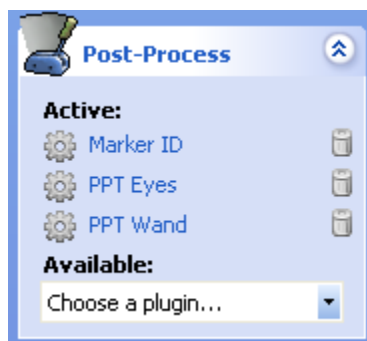 Post-Process
Active:
Marker ID
PPT Eyes
PPT Wand
Available:
Choose a plugin...